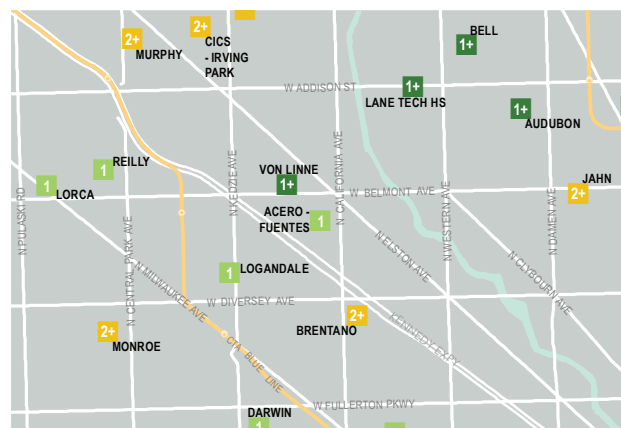 2+
MURPHY
2+
CICS
- IRVING
PARK
1+
BELL
W ADDISON ST
1+
LANE TECH HS
1+
AUDUBON
1
REILLY
1
LORCA
VON LINNE
1+
W BELMONT AVE
2+
JAHN
ACERO -
FUENTES
1
N PULASKI RD
N CENTRAL PARK AVE
N KEDZIE AVE
N CALIFORNIA AVE
N WESTERN AVE
N DAMEN AVE
N ELSTON AVE
N CLYBOURN AVE
1
LOGANDALE
N MILWAUKEE AVE
W DIVERSEY AVE
2+
BRENTANO
KENNEDY EXPY
2+
MONROE
CTA BLUE LINE
DARWIN
1
W FULLERTON PKWY